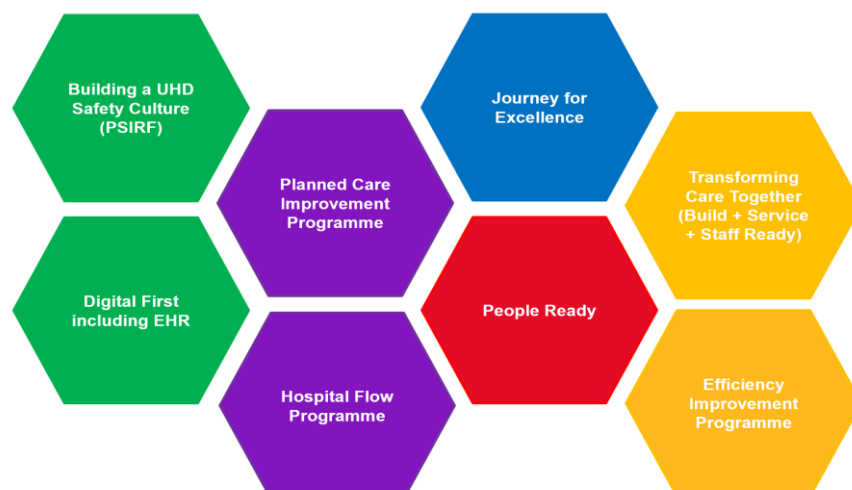 Building a UHD
Safety Culture
(PSIRF)
Planned Care
Improvement
Programme
Journey for
Excellence
Transforming
Care Together
(Build + Service
+ Staff Ready)
Digital First
including EHR
Hospital Flow
Programme
People Ready
Efficiency
Improvement
Programme